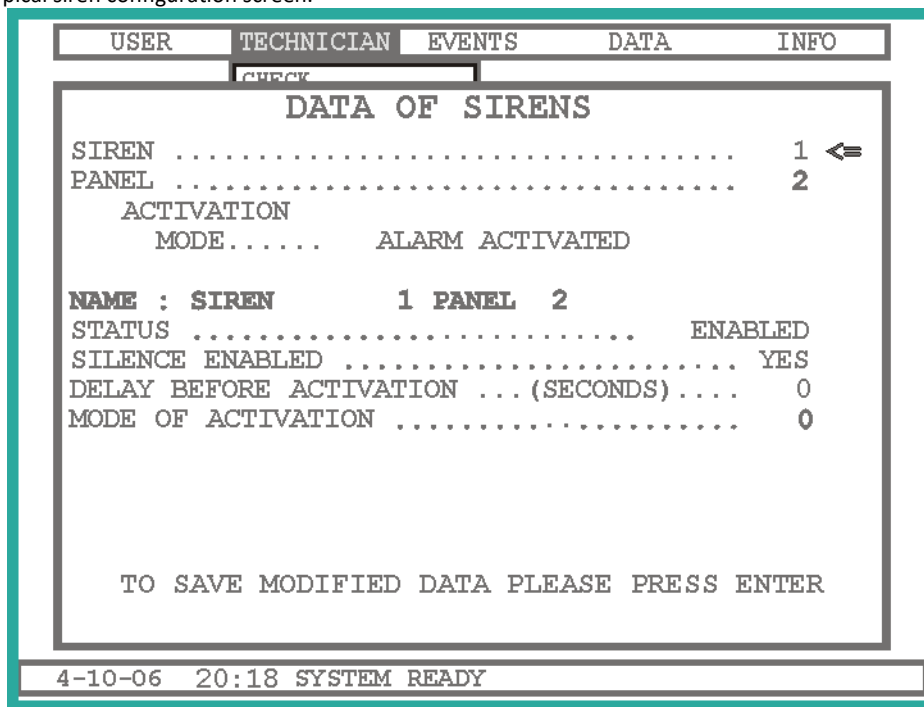 pical siren configuration screen.
USER TECHNICIAN EVENTS DATA INFO
CHECK
DATA OF SIRENS
SIREN .................................. 1 <=
PANEL .................................. 2
ACTIVATION
MODE...... ALARM ACTIVATED
NAME : SIREN 1 PANEL 2
STATUS ........................... ENABLED
SILENCE ENABLED ........................ YES
DELAY BEFORE ACTIVATION ...(SECONDS).... 0
MODE OF ACTIVATION ..................... 0
TO SAVE MODIFIED DATA PLEASE PRESS ENTER
4-10-06 20:18 SYSTEM READY